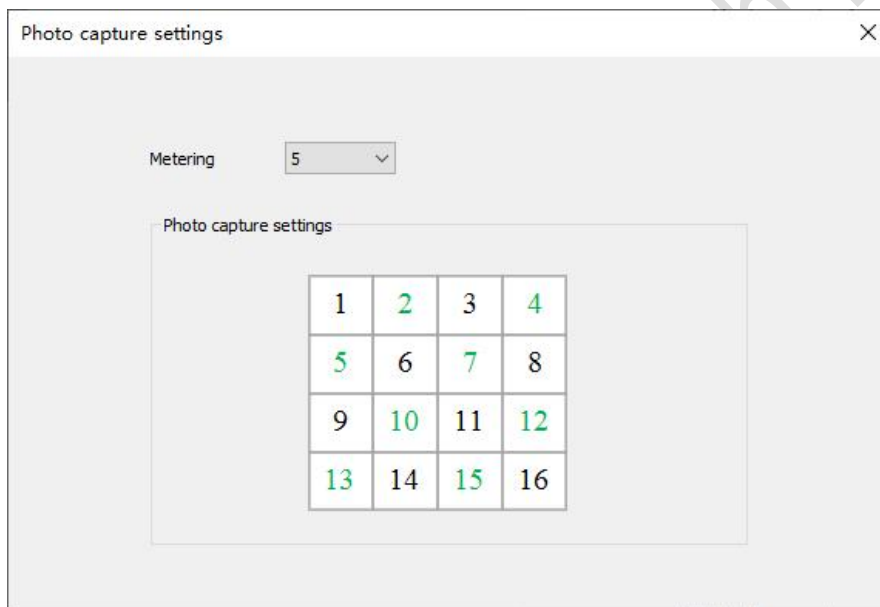 Photo capture settings
Metering 5
Photo capture settings
1 2 3 4
5 6 7 8
9 10 11 12
13 14 15 16